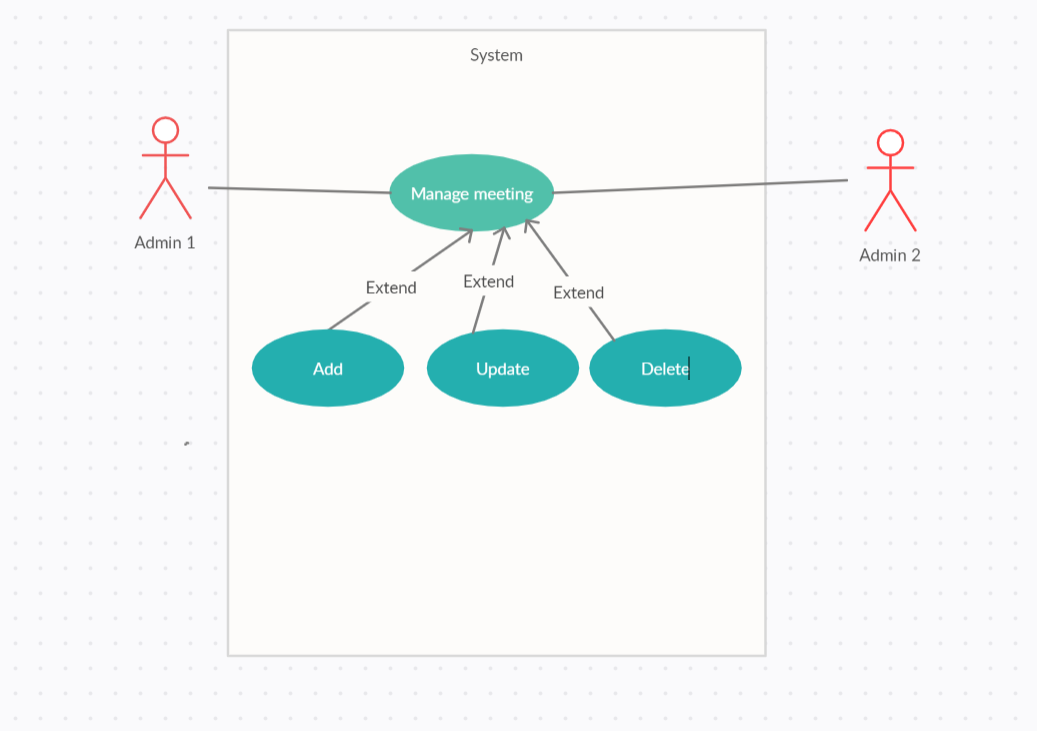 System
Manage meeting
Admin 1
Admin 2
Extend
Extend
Extend
Add
Update
Delete